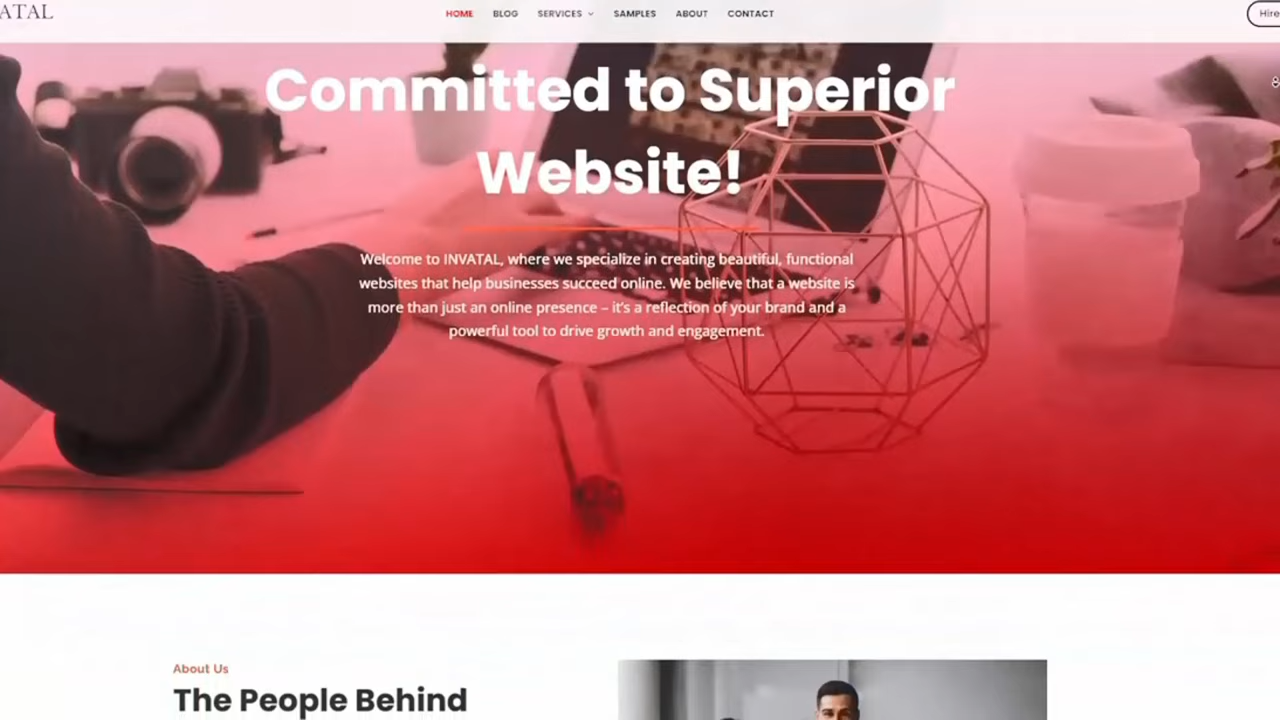 ATAL
HOME BLOG SERVICES SAMPLES ABOUT CONTACT
Hire
Committed to Superior
Website!
Welcome to INVATAL, where we specialize in creating beautiful, functional
websites that help businesses succeed online. We believe that a website is
more than just an online presence – it's a reflection of your brand and a
powerful tool to drive growth and engagement.
About Us
The People Behind